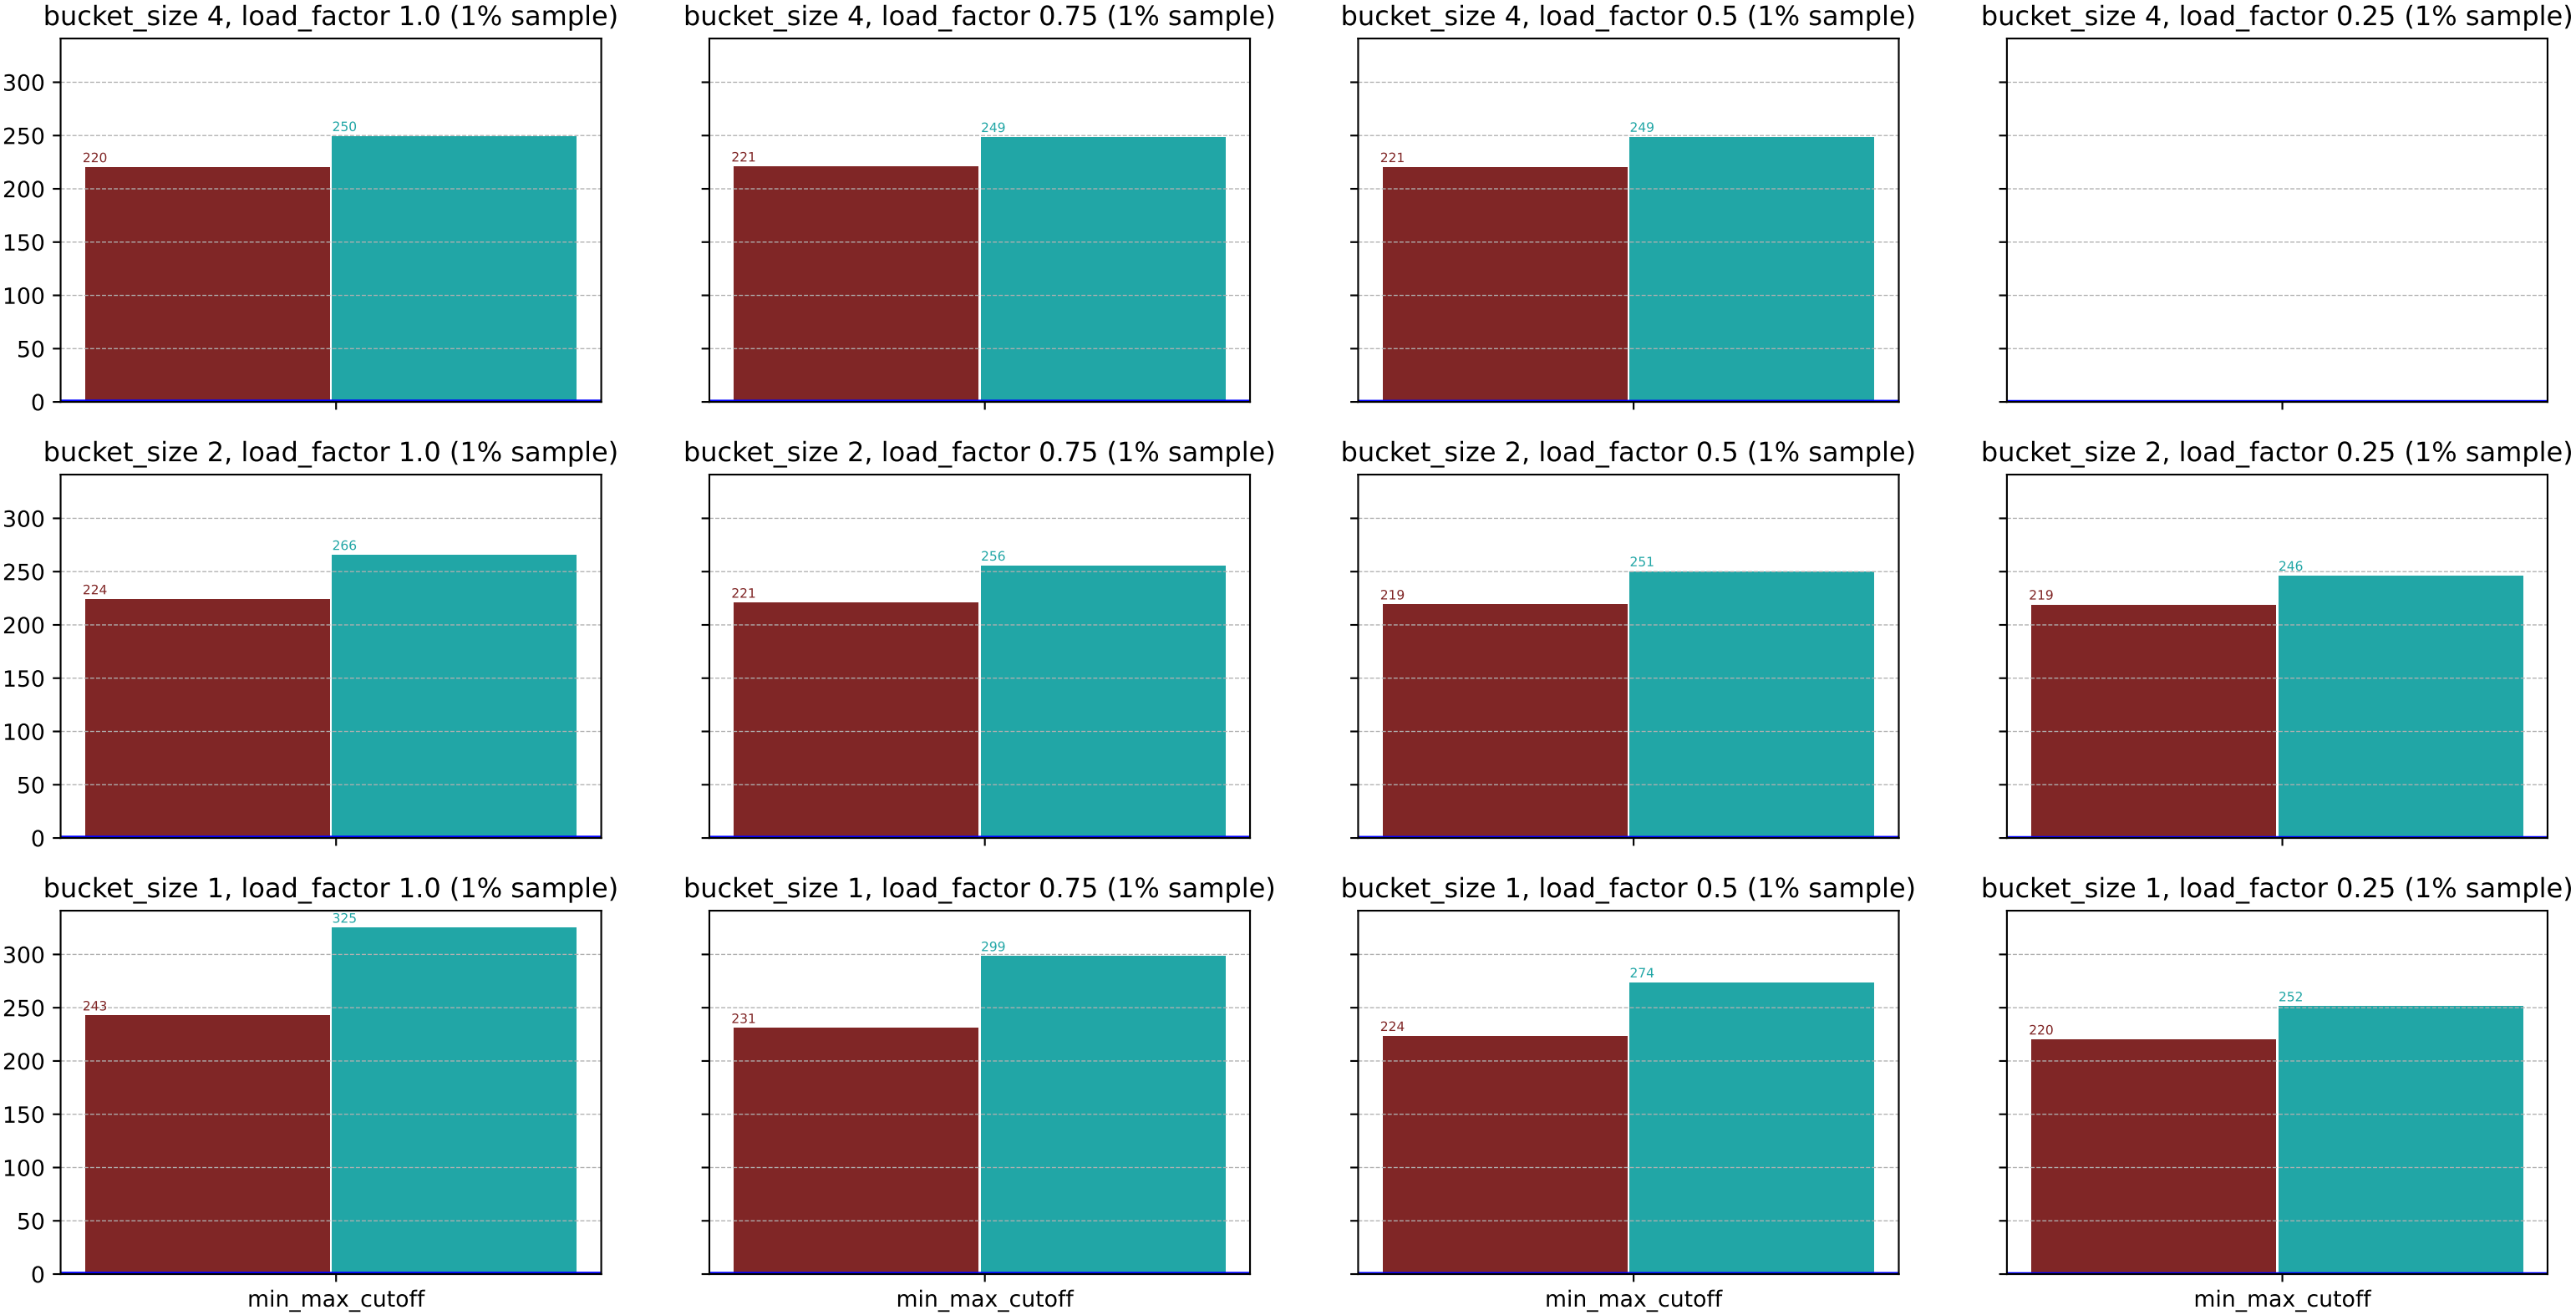 bucket_size 4, load_factor 1.0 (1% sample)
bucket_size 4, load_factor 0.75 (1% sample)
bucket_size 4, load_factor 0.5 (1% sample)
bucket_size 4, load_factor 0.25 (1% sample)
300
250
200
150
100
50
0
220
250
221
249
221
249
bucket_size 2, load_factor 1.0 (1% sample)
bucket_size 2, load_factor 0.75 (1% sample)
bucket_size 2, load_factor 0.5 (1% sample)
bucket_size 2, load_factor 0.25 (1% sample)
300
250
200
150
100
50
0
224
266
221
256
219
251
219
246
bucket_size 1, load_factor 1.0 (1% sample)
bucket_size 1, load_factor 0.75 (1% sample)
bucket_size 1, load_factor 0.5 (1% sample)
bucket_size 1, load_factor 0.25 (1% sample)
300
250
200
150
100
50
0
243
325
231
299
224
274
220
252
min_max_cutoff
min_max_cutoff
min_max_cutoff
min_max_cutoff